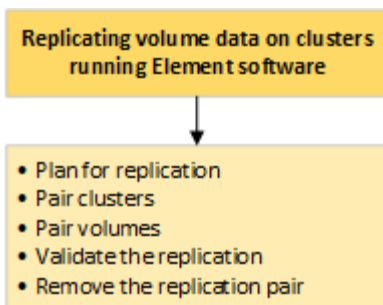 Replicating volume data on clusters
running Element software
• Plan for replication
• Pair clusters
• Pair volumes
• Validate the replication
• Remove the replication pair